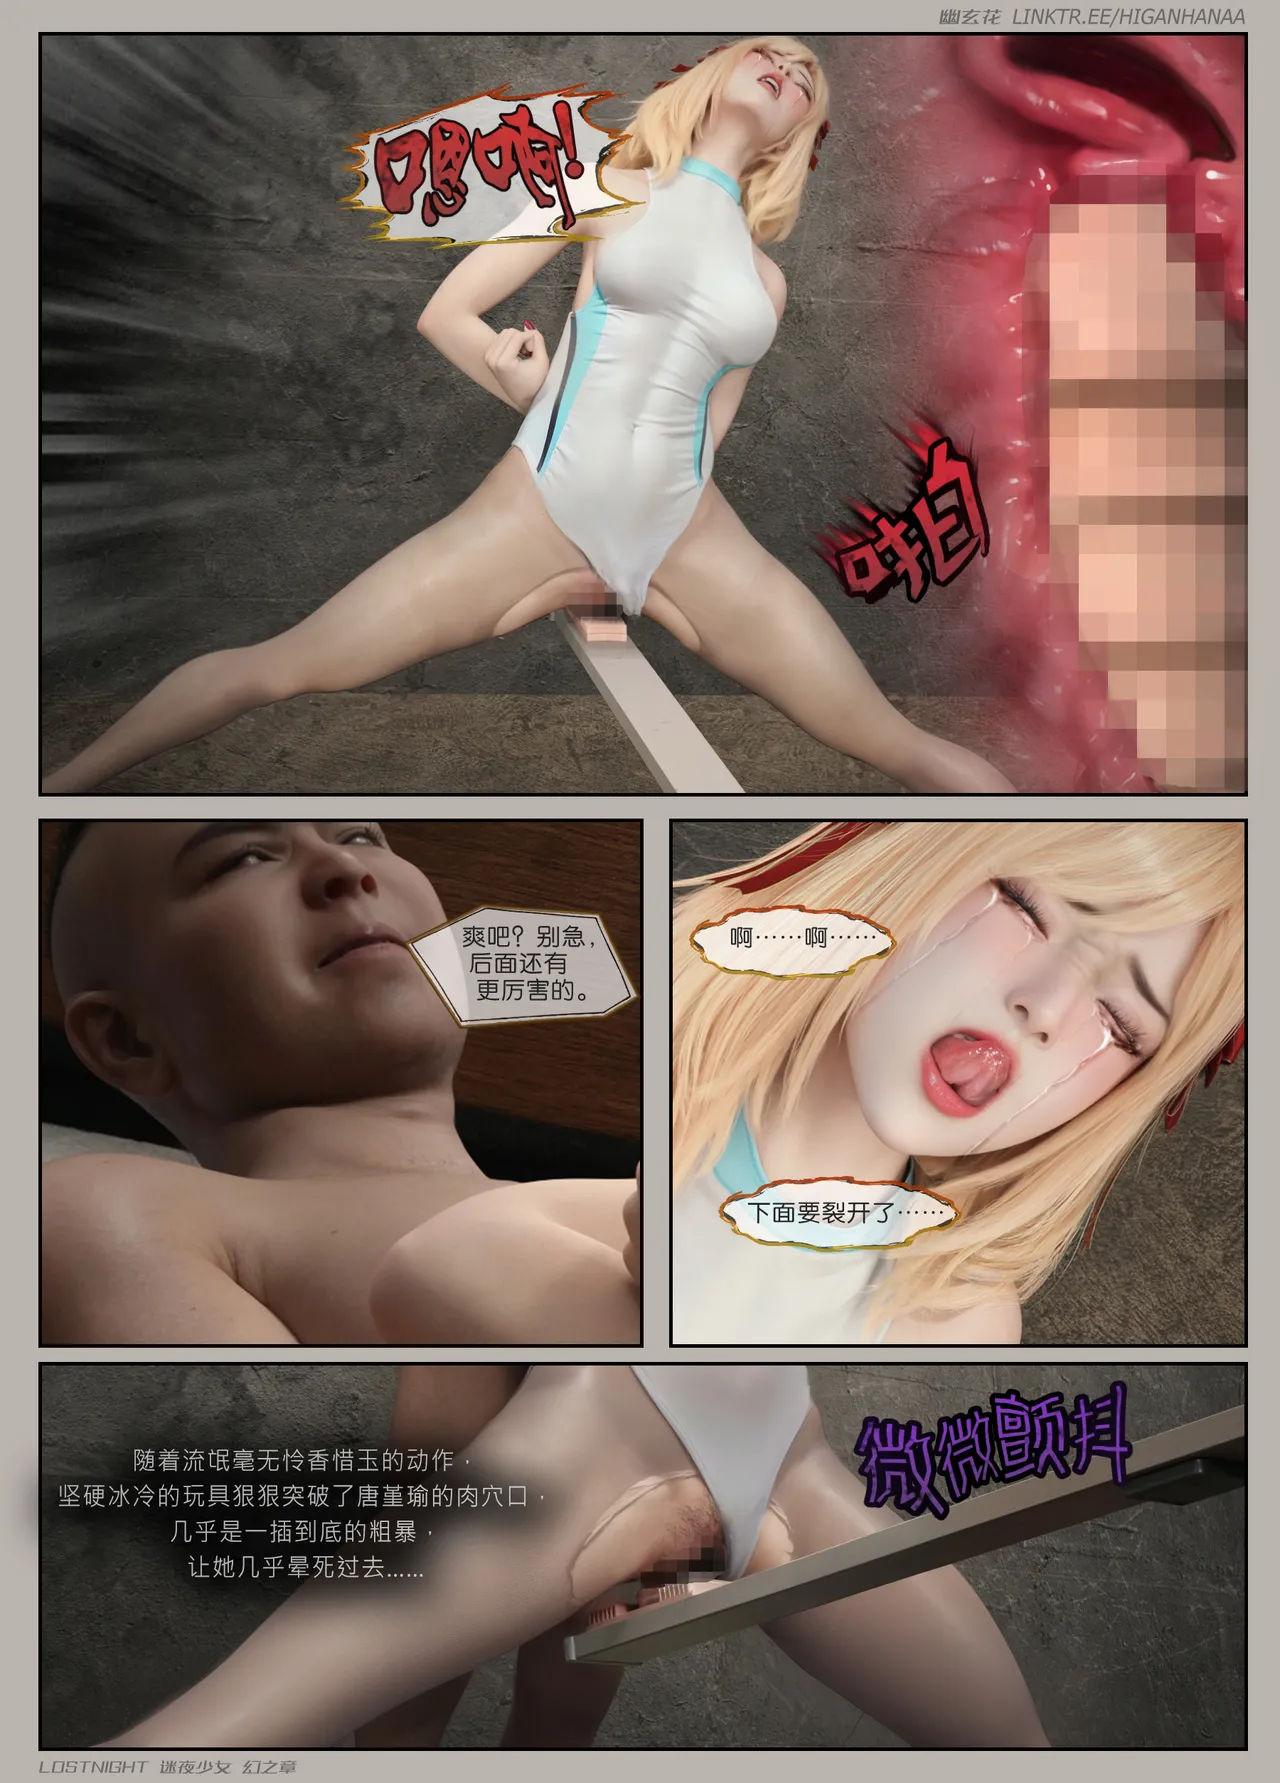 幽玄花 LINKTR.EE/HIGANHANAA
嗯啊!
哦自
爽吧？别急，
后面还有
更厉害的。
啊……啊……
下面要裂开了……
微微颤抖
随着流氓毫无怜香惜玉的动作，
坚硬冰冷的玩具狠狠突破了唐堇瑜的肉穴口，
几乎是一插到底的粗暴，
让她几乎晕死过去……
LOSTNIGHT 迷夜少女 幻之章